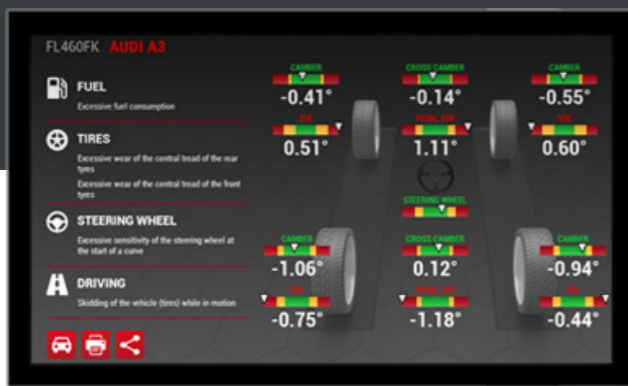 FL460FK AUDI A3
FUEL
Excessive fuel consumption
TIRES
Excessive wear of the central tread of the rear
tyres
Excessive wear of the central tread of the front
tyres
STEERING WHEEL
Excessive sensitivity of the steering wheel at
the start of a curve
DRIVING
Skidding of the vehicle (tires) while in motion
CAMBER CROSS CAMBER CAMBER
-0.41° -0.14° -0.55°
TOE TOTAL TOE TOE
0.51° 1.11° 0.60°
STEERING WHEEL
CAMBER CROSS CAMBER CAMBER
-1.06° 0.12° -0.94°
TOE TOTAL TOE TOE
-0.75° -1.18° -0.44°